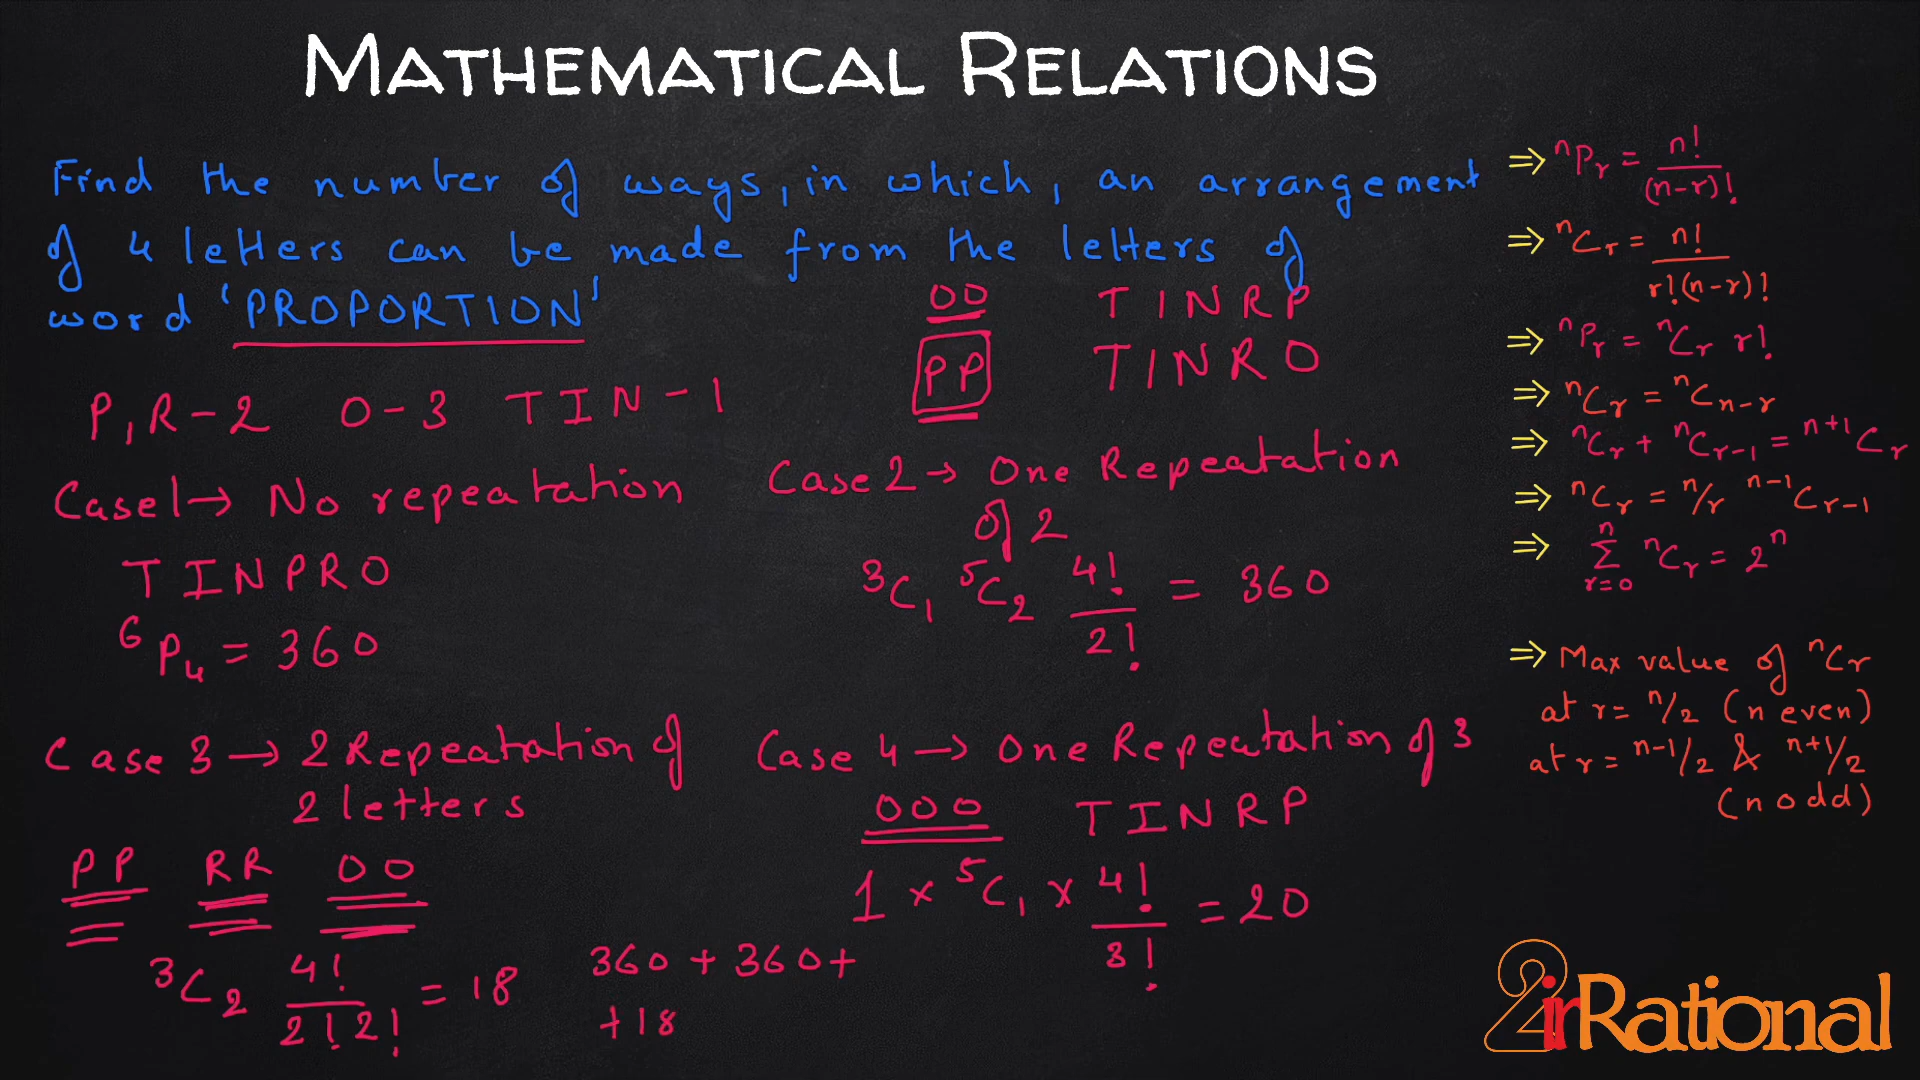 MATHEMATICAL RELATIONS
Find the number of ways, in which, an arrangement
of 4 letters can be made from the letters of
word 'PROPORTION'
OO TINRP
PP TINRO
P, R-2 O-3 TIN-1
Case 1→ No repeatation
TINPRO
⁶P₄ = 360
Case 2→ One Repeatation
of 2
³C₁ ⁵C₂ 4!/2! = 360
Case 3→ 2 Repeatation of
2 letters
PP RR OO
³C₂ 4!/2!2! = 18
360 + 360+
+18
Case 4→ One Repeatation of 3
OOO TINRP
1 × ⁵C₁ × 4!/3! = 20
⇒ ⁿPᵣ = n!/(n-r)!
⇒ ⁿCᵣ = n!/r!(n-r)!
⇒ ⁿPᵣ = ⁿCᵣ r!
⇒ ⁿCᵣ = ⁿCₙ₋ᵣ
⇒ ⁿCᵣ + ⁿCᵣ₋₁ = ⁿ⁺¹Cᵣ
⇒ ⁿCᵣ = n/r ⁿ⁻¹Cᵣ₋₁
⇒ n Σ r=0 ⁿCᵣ = 2ⁿ
⇒ Max value of ⁿCᵣ
at r= n/2 (n even)
at r= n-1/2 & n+1/2
(n odd)
2irRational